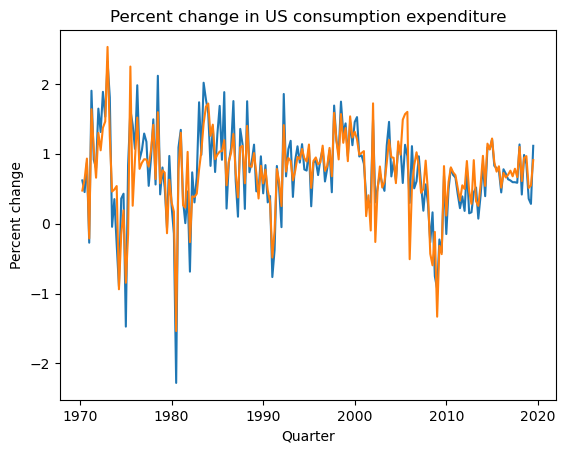 Percent change in US consumption expenditure
Percent change
2
1
0
−1
−2
1970 1980 1990 2000 2010 2020
Quarter